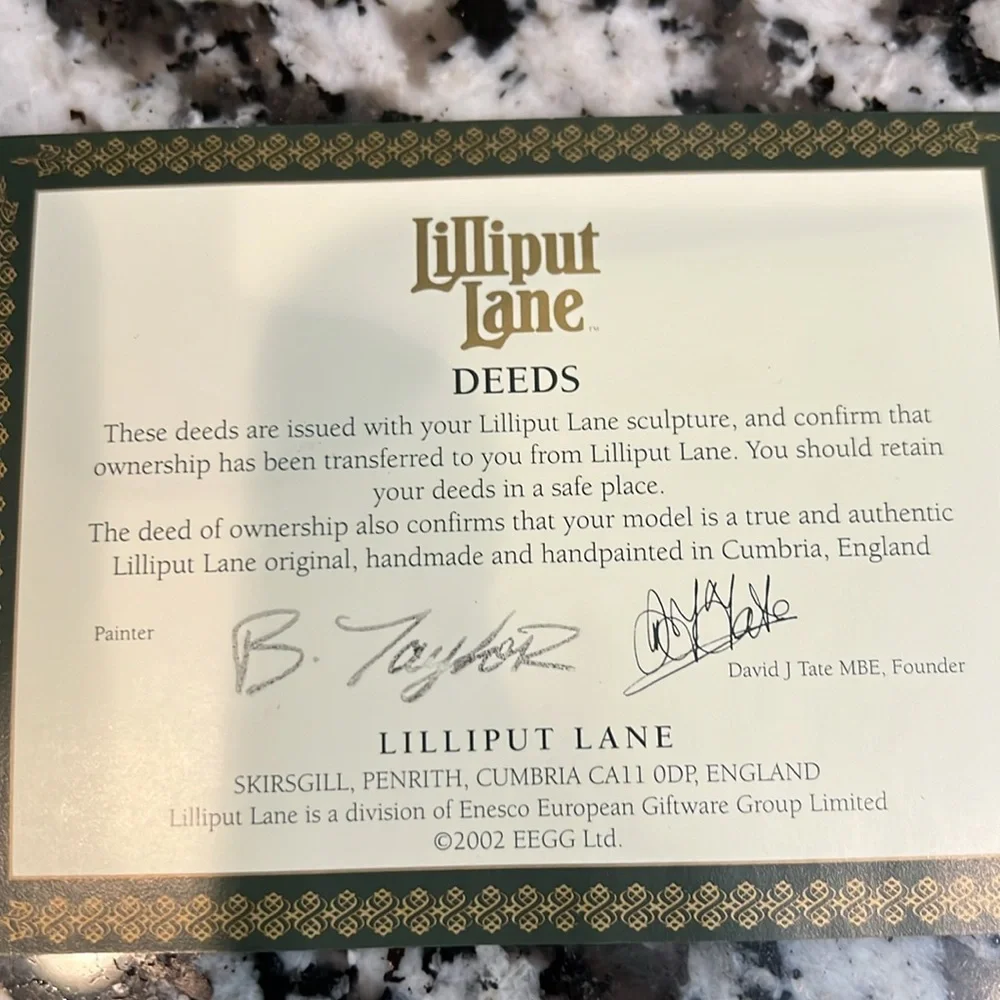 Lilliput
Lane™
DEEDS
These deeds are issued with your Lilliput Lane sculpture, and confirm that
ownership has been transferred to you from Lilliput Lane. You should retain
your deeds in a safe place.
The deed of ownership also confirms that your model is a true and authentic
Lilliput Lane original, handmade and handpainted in Cumbria, England
Painter
B. Taylor
David J Tate MBE, Founder
LILLIPUT LANE
SKIRSGILL, PENRITH, CUMBRIA CA11 0DP, ENGLAND
Lilliput Lane is a division of Enesco European Giftware Group Limited
©2002 EEGG Ltd.